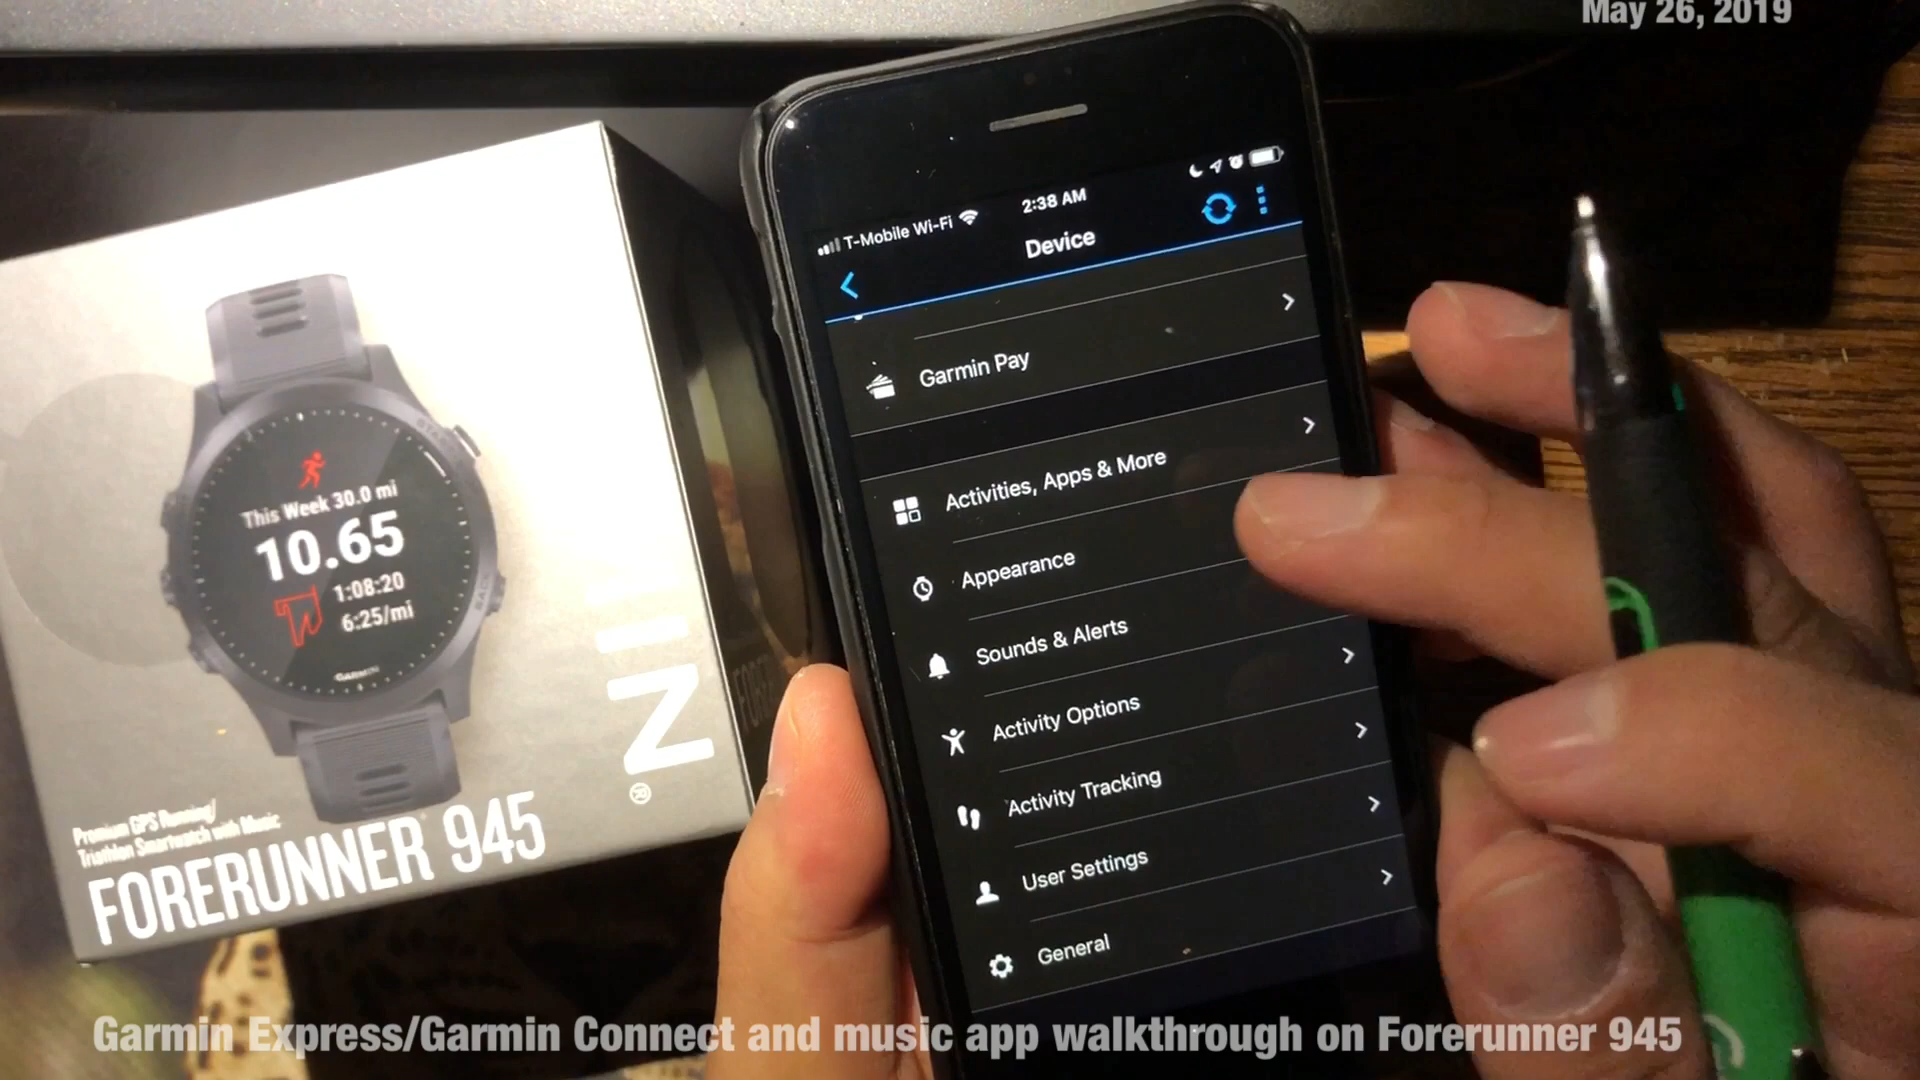 May 26, 2019
T-Mobile Wi-Fi
2:38 AM
Device
Garmin Pay
Activities, Apps & More
Appearance
Sounds & Alerts
Activity Options
Activity Tracking
User Settings
General
This Week 30.0 mi
10.65
1:08:20
6:25/mi
GARMIN
Premium GPS Running/
Triathlon Smartwatch with Music
FORERUNNER 945
Garmin Express/Garmin Connect and music app walkthrough on Forerunner 945